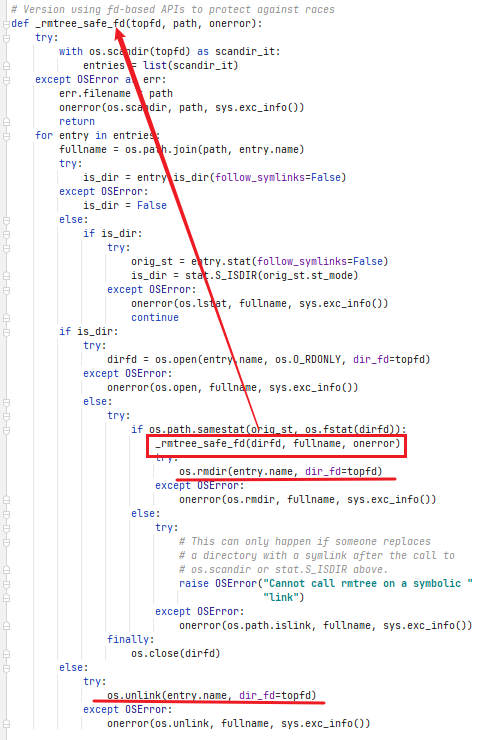 # Version using fd-based APIs to protect against races
def _rmtree_safe_fd(topfd, path, onerror):
    try:
        with os.scandir(topfd) as scandir_it:
            entries = list(scandir_it)
    except OSError as err:
        err.filename = path
        onerror(os.scandir, path, sys.exc_info())
        return
    for entry in entries:
        fullname = os.path.join(path, entry.name)
        try:
            is_dir = entry.is_dir(follow_symlinks=False)
        except OSError:
            is_dir = False
        else:
            if is_dir:
                try:
                    orig_st = entry.stat(follow_symlinks=False)
                    is_dir = stat.S_ISDIR(orig_st.st_mode)
                except OSError:
                    onerror(os.lstat, fullname, sys.exc_info())
                    continue
        if is_dir:
            try:
                dirfd = os.open(entry.name, os.O_RDONLY, dir_fd=topfd)
            except OSError:
                onerror(os.open, fullname, sys.exc_info())
            else:
                try:
                    if os.path.samestat(orig_st, os.fstat(dirfd)):
                        _rmtree_safe_fd(dirfd, fullname, onerror)
                        try:
                            os.rmdir(entry.name, dir_fd=topfd)
                        except OSError:
                            onerror(os.rmdir, fullname, sys.exc_info())
                    else:
                        try:
                            # This can only happen if someone replaces
                            # a directory with a symlink after the call to
                            # os.scandir or stat.S_ISDIR above.
                            raise OSError("Cannot call rmtree on a symbolic "
                                          "link")
                        except OSError:
                            onerror(os.path.islink, fullname, sys.exc_info())
                finally:
                    os.close(dirfd)
        else:
            try:
                os.unlink(entry.name, dir_fd=topfd)
            except OSError:
                onerror(os.unlink, fullname, sys.exc_info())